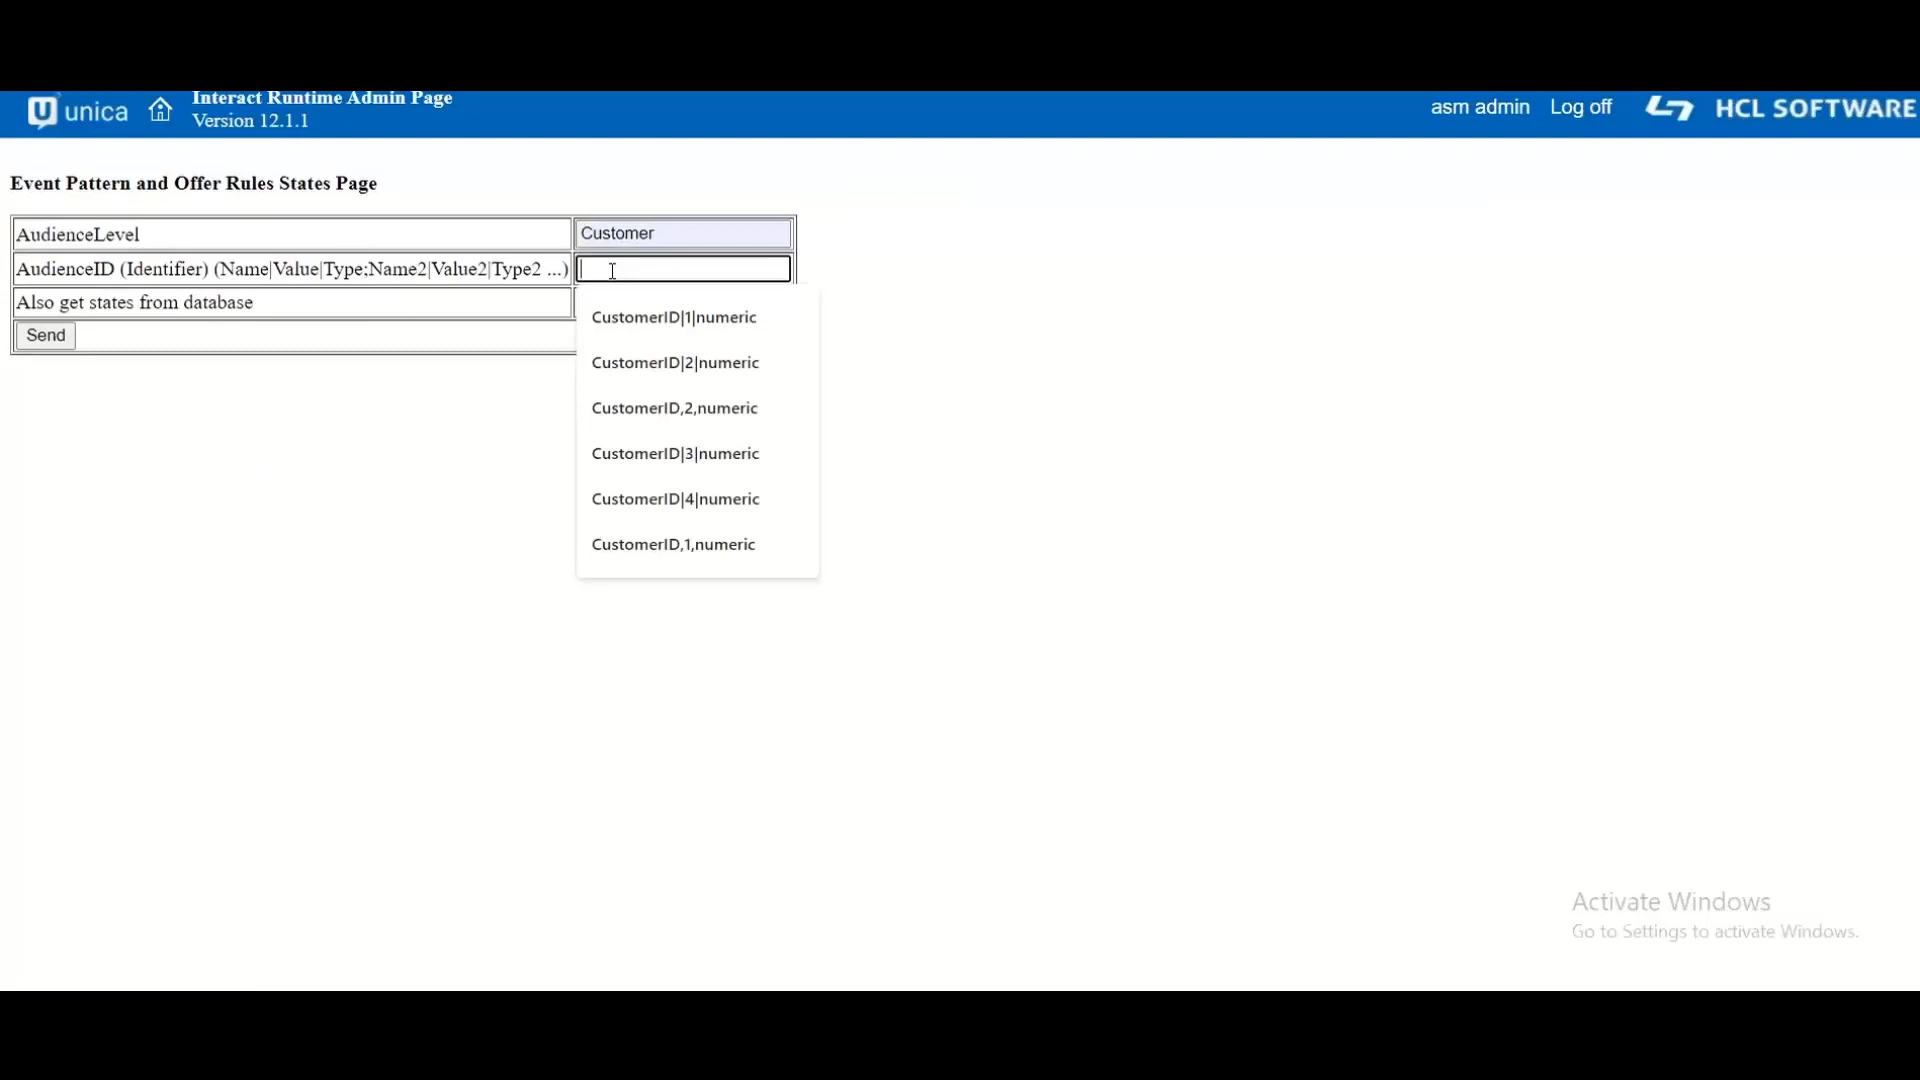 unica
Interact Runtime Admin Page
Version 12.1.1
asm admin
Log off
HCL SOFTWARE
Event Pattern and Offer Rules States Page
AudienceLevel
Customer
AudienceID (Identifier) (Name|Value|Type;Name2|Value2|Type2 ...)
Also get states from database
Send
CustomerID|1|numeric
CustomerID|2|numeric
CustomerID,2,numeric
CustomerID|3|numeric
CustomerID|4|numeric
CustomerID,1,numeric
Activate Windows
Go to Settings to activate Windows.